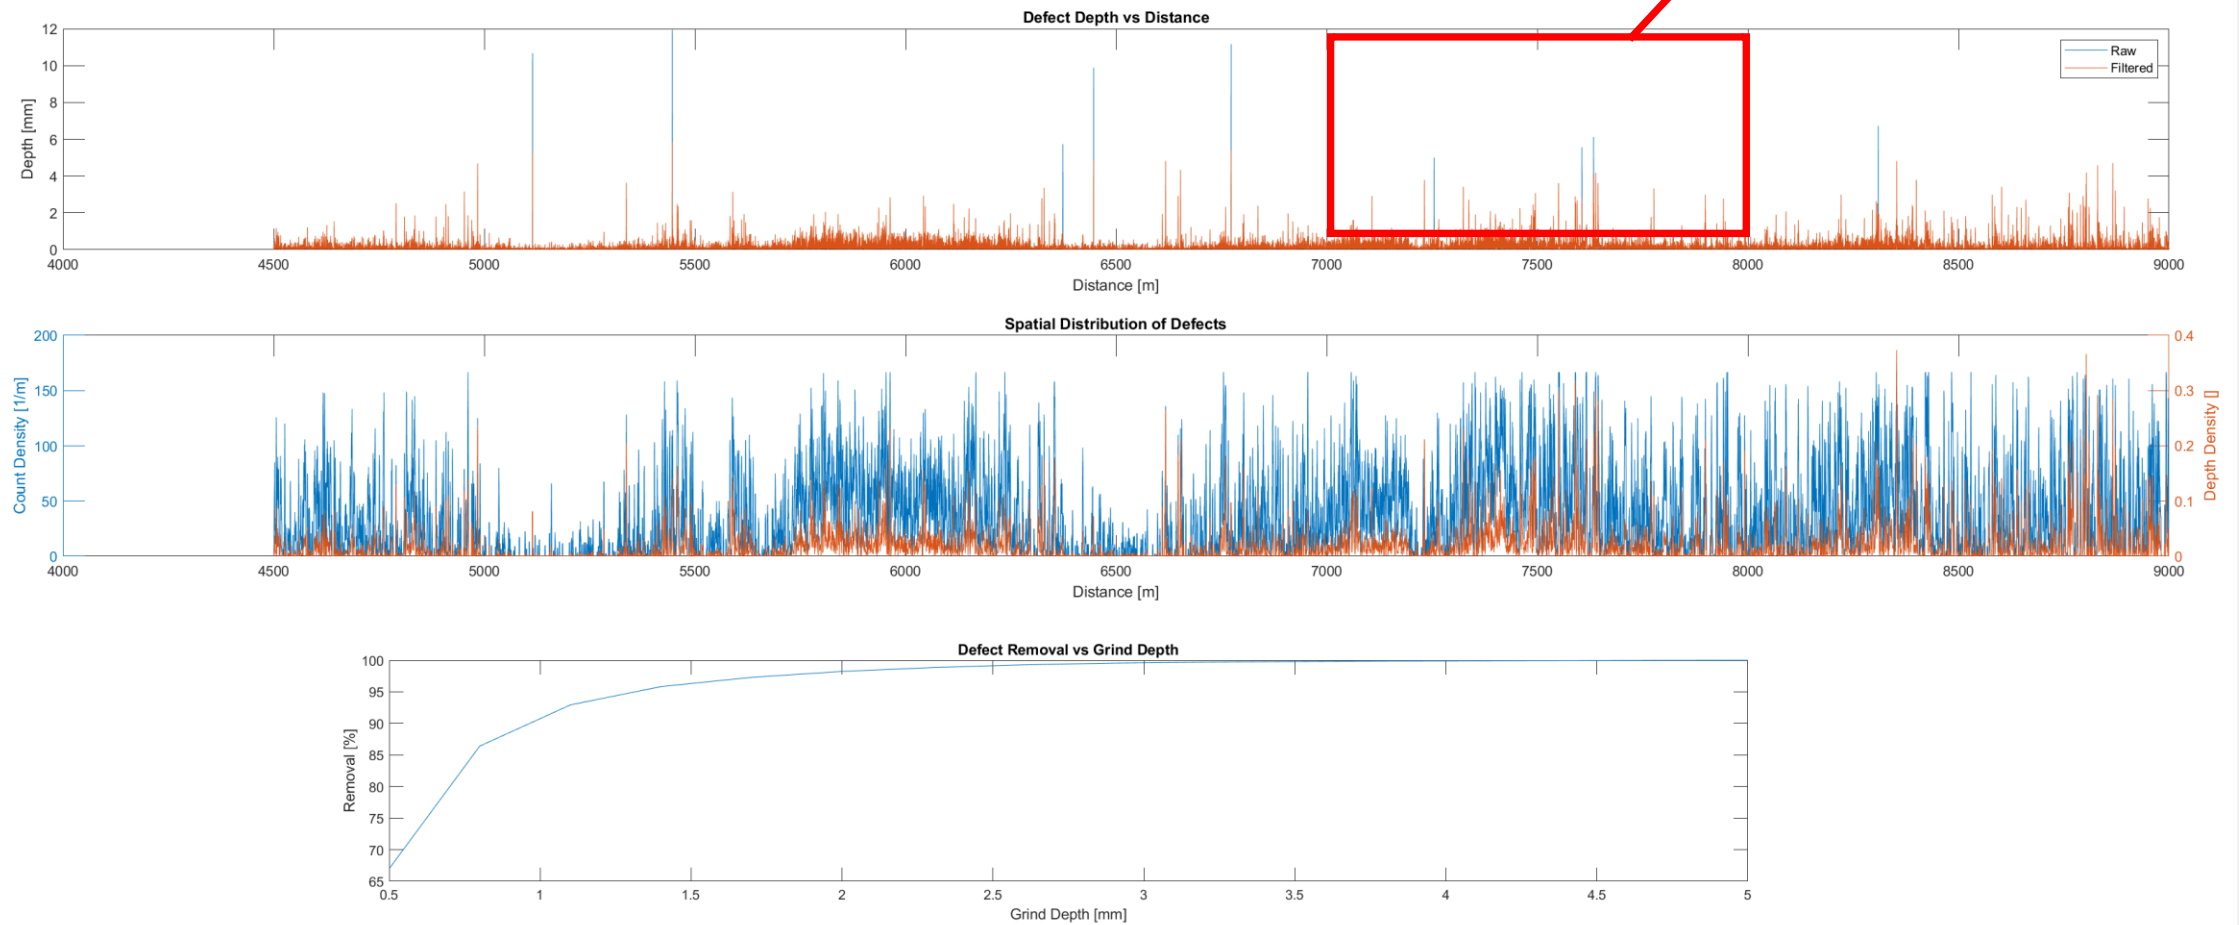 Defect Depth vs Distance
12
10
8
6
4
2
0
Depth [mm]
Raw
Filtered
4000 4500 5000 5500 6000 6500 7000 7500 8000 8500 9000
Distance [m]
Spatial Distribution of Defects
200
150
100
50
0
Count Density [1/m]
0.4
0.3
0.2
0.1
0
Depth Density []
4000 4500 5000 5500 6000 6500 7000 7500 8000 8500 9000
Distance [m]
Defect Removal vs Grind Depth
100
95
90
85
80
75
70
65
Removal [%]
0.5 1 1.5 2 2.5 3 3.5 4 4.5 5
Grind Depth [mm]